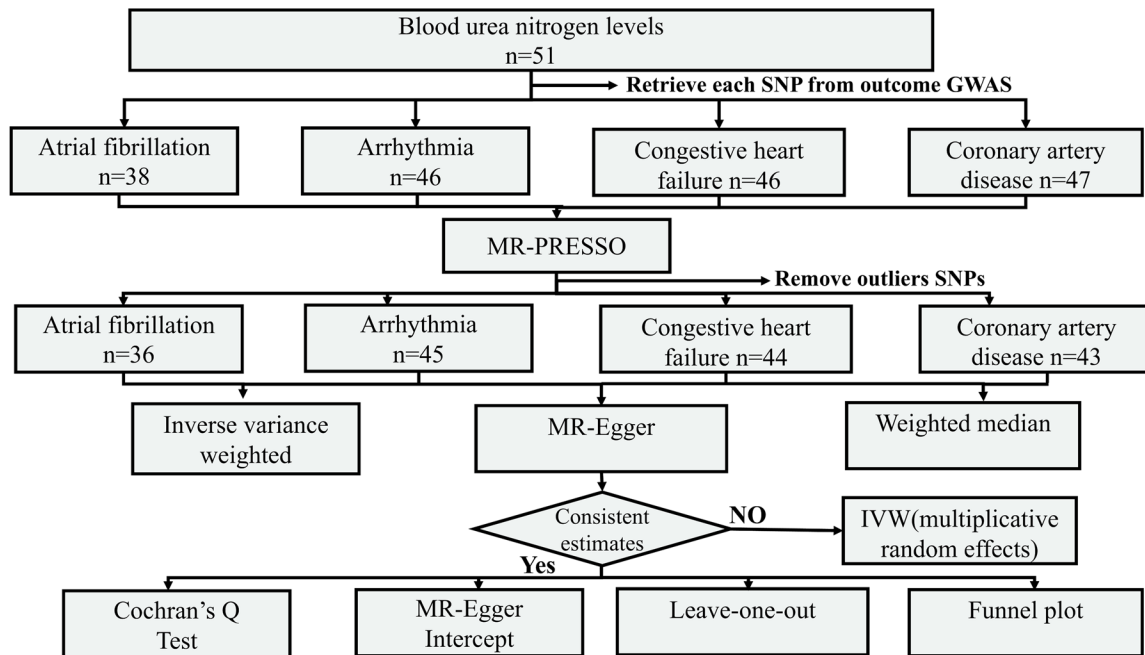 Blood urea nitrogen levels
n=51
Retrieve each SNP from outcome GWAS
Atrial fibrillation
n=38
Arrhythmia
n=46
Congestive heart
failure n=46
Coronary artery
disease n=47
MR-PRESSO
Remove outliers SNPs
Atrial fibrillation
n=36
Arrhythmia
n=45
Congestive heart
failure n=44
Coronary artery
disease n=43
Inverse variance
weighted
MR-Egger
Weighted median
Consistent
estimates
NO
IVW(multiplicative
random effects)
Yes
Cochran’s Q
Test
MR-Egger
Intercept
Leave-one-out
Funnel plot